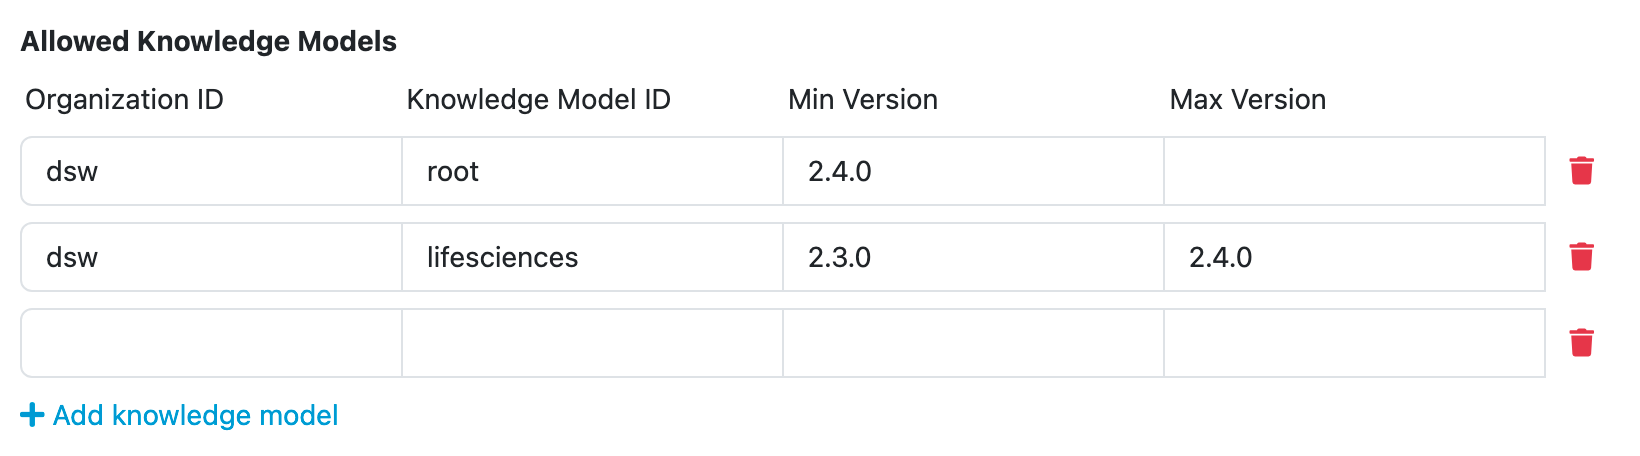 Allowed Knowledge Models
Organization ID Knowledge Model ID Min Version Max Version
dsw root 2.4.0
dsw lifesciences 2.3.0 2.4.0
Add knowledge model